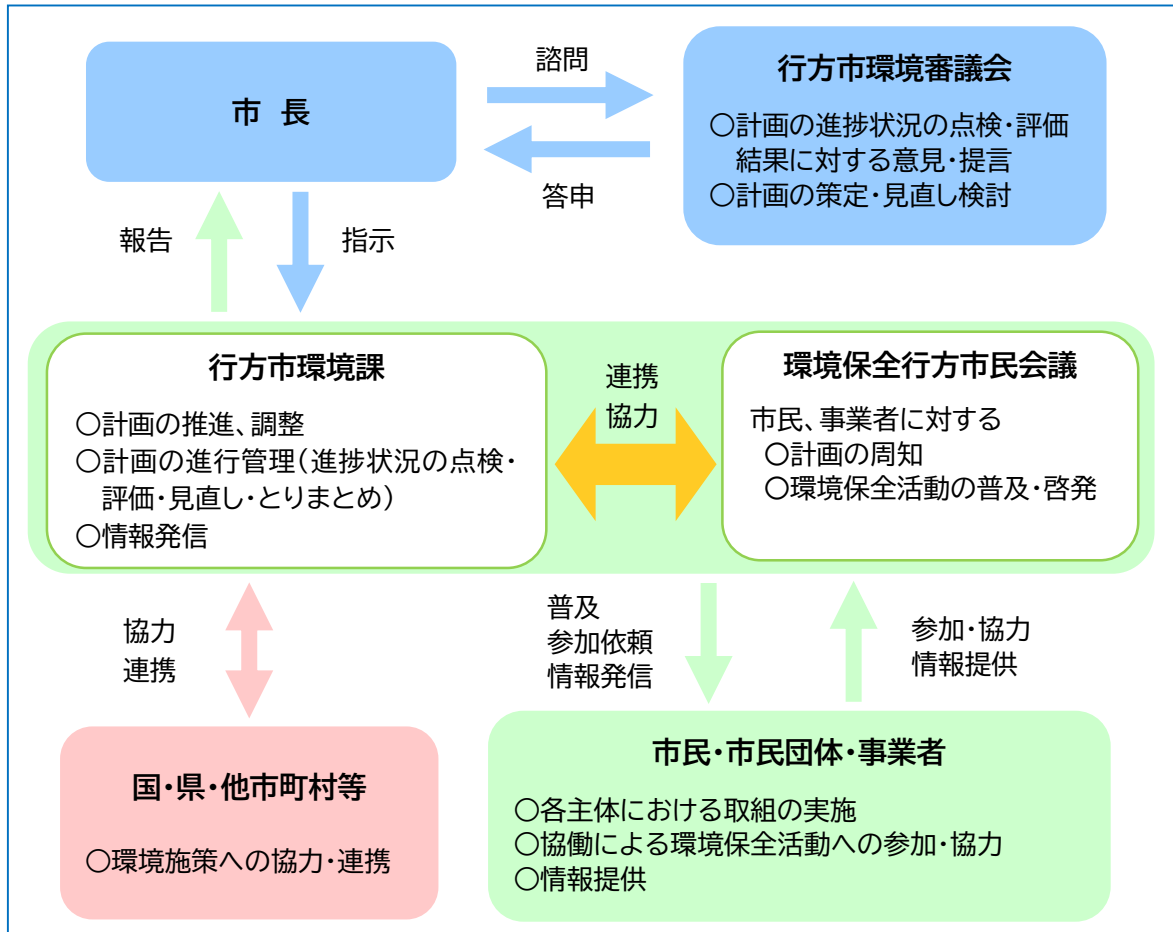 市 長
諮問
答申
行方市環境審議会
○計画の進捗状況の点検・評価
結果に対する意見・提言
○計画の策定・見直し検討
報告
指示
行方市環境課
○計画の推進、調整
○計画の進行管理（進捗状況の点検・
評価・見直し・とりまとめ）
○情報発信
連携
協力
環境保全行方市民会議
市民、事業者に対する
○計画の周知
○環境保全活動の普及・啓発
協力
連携
普及
参加依頼
情報発信
参加・協力
情報提供
国・県・他市町村等
○環境施策への協力・連携
市民・市民団体・事業者
○各主体における取組の実施
○協働による環境保全活動への参加・協力
○情報提供